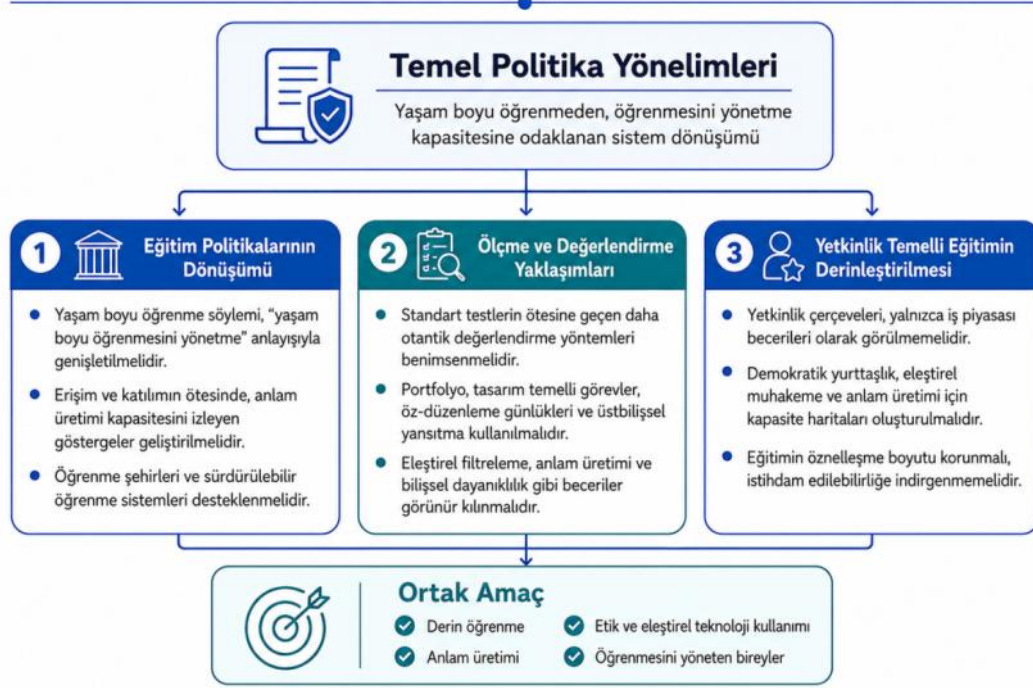 Temel Politika Yönelimleri
Yaşam boyu öğrenmeden, öğrenmesini yönetme
kapasitesine odaklanan sistem dönüşümü
1
Eğitim Politikalarının
Dönüşümü
Yaşam boyu öğrenme söylemi, “yaşam
boyu öğrenmesini yönetme” anlayışıyla
genişletilmelidir.
Erişim ve katılımın ötesinde, anlam
üretimi kapasitesini izleyen
göstergeler geliştirilmelidir.
Öğrenme şehirleri ve sürdürülebilir
öğrenme sistemleri desteklenmelidir.
2
Ölçme ve Değerlendirme
Yaklaşımları
Standart testlerin ötesine geçen daha
otantik değerlendirme yöntemleri
benimsenmelidir.
Portfolyo, tasarım temelli görevler,
öz-düzenleme günlükleri ve üstbilişsel
yansıtma kullanılmalıdır.
Eleştirel filtreleme, anlam üretimi ve
bilişsel dayanıklılık gibi beceriler
görünür kılınmalıdır.
3
Yetkinlik Temelli Eğitimin
Derinleştirilmesi
Yetkinlik çerçeveleri, yalnızca iş piyasası
becerileri olarak görülmemelidir.
Demokratik yurttaşlık, eleştirel
muhakeme ve anlam üretimi için
kapasite haritaları oluşturulmalıdır.
Eğitimin öznelleşme boyutu korunmalı,
istihdam edilebilirliğe indirgenmemelidir.
Ortak Amaç
Derin öğrenme
Etik ve eleştirel teknoloji kullanımı
Anlam üretimi
Öğrenmesini yöneten bireyler